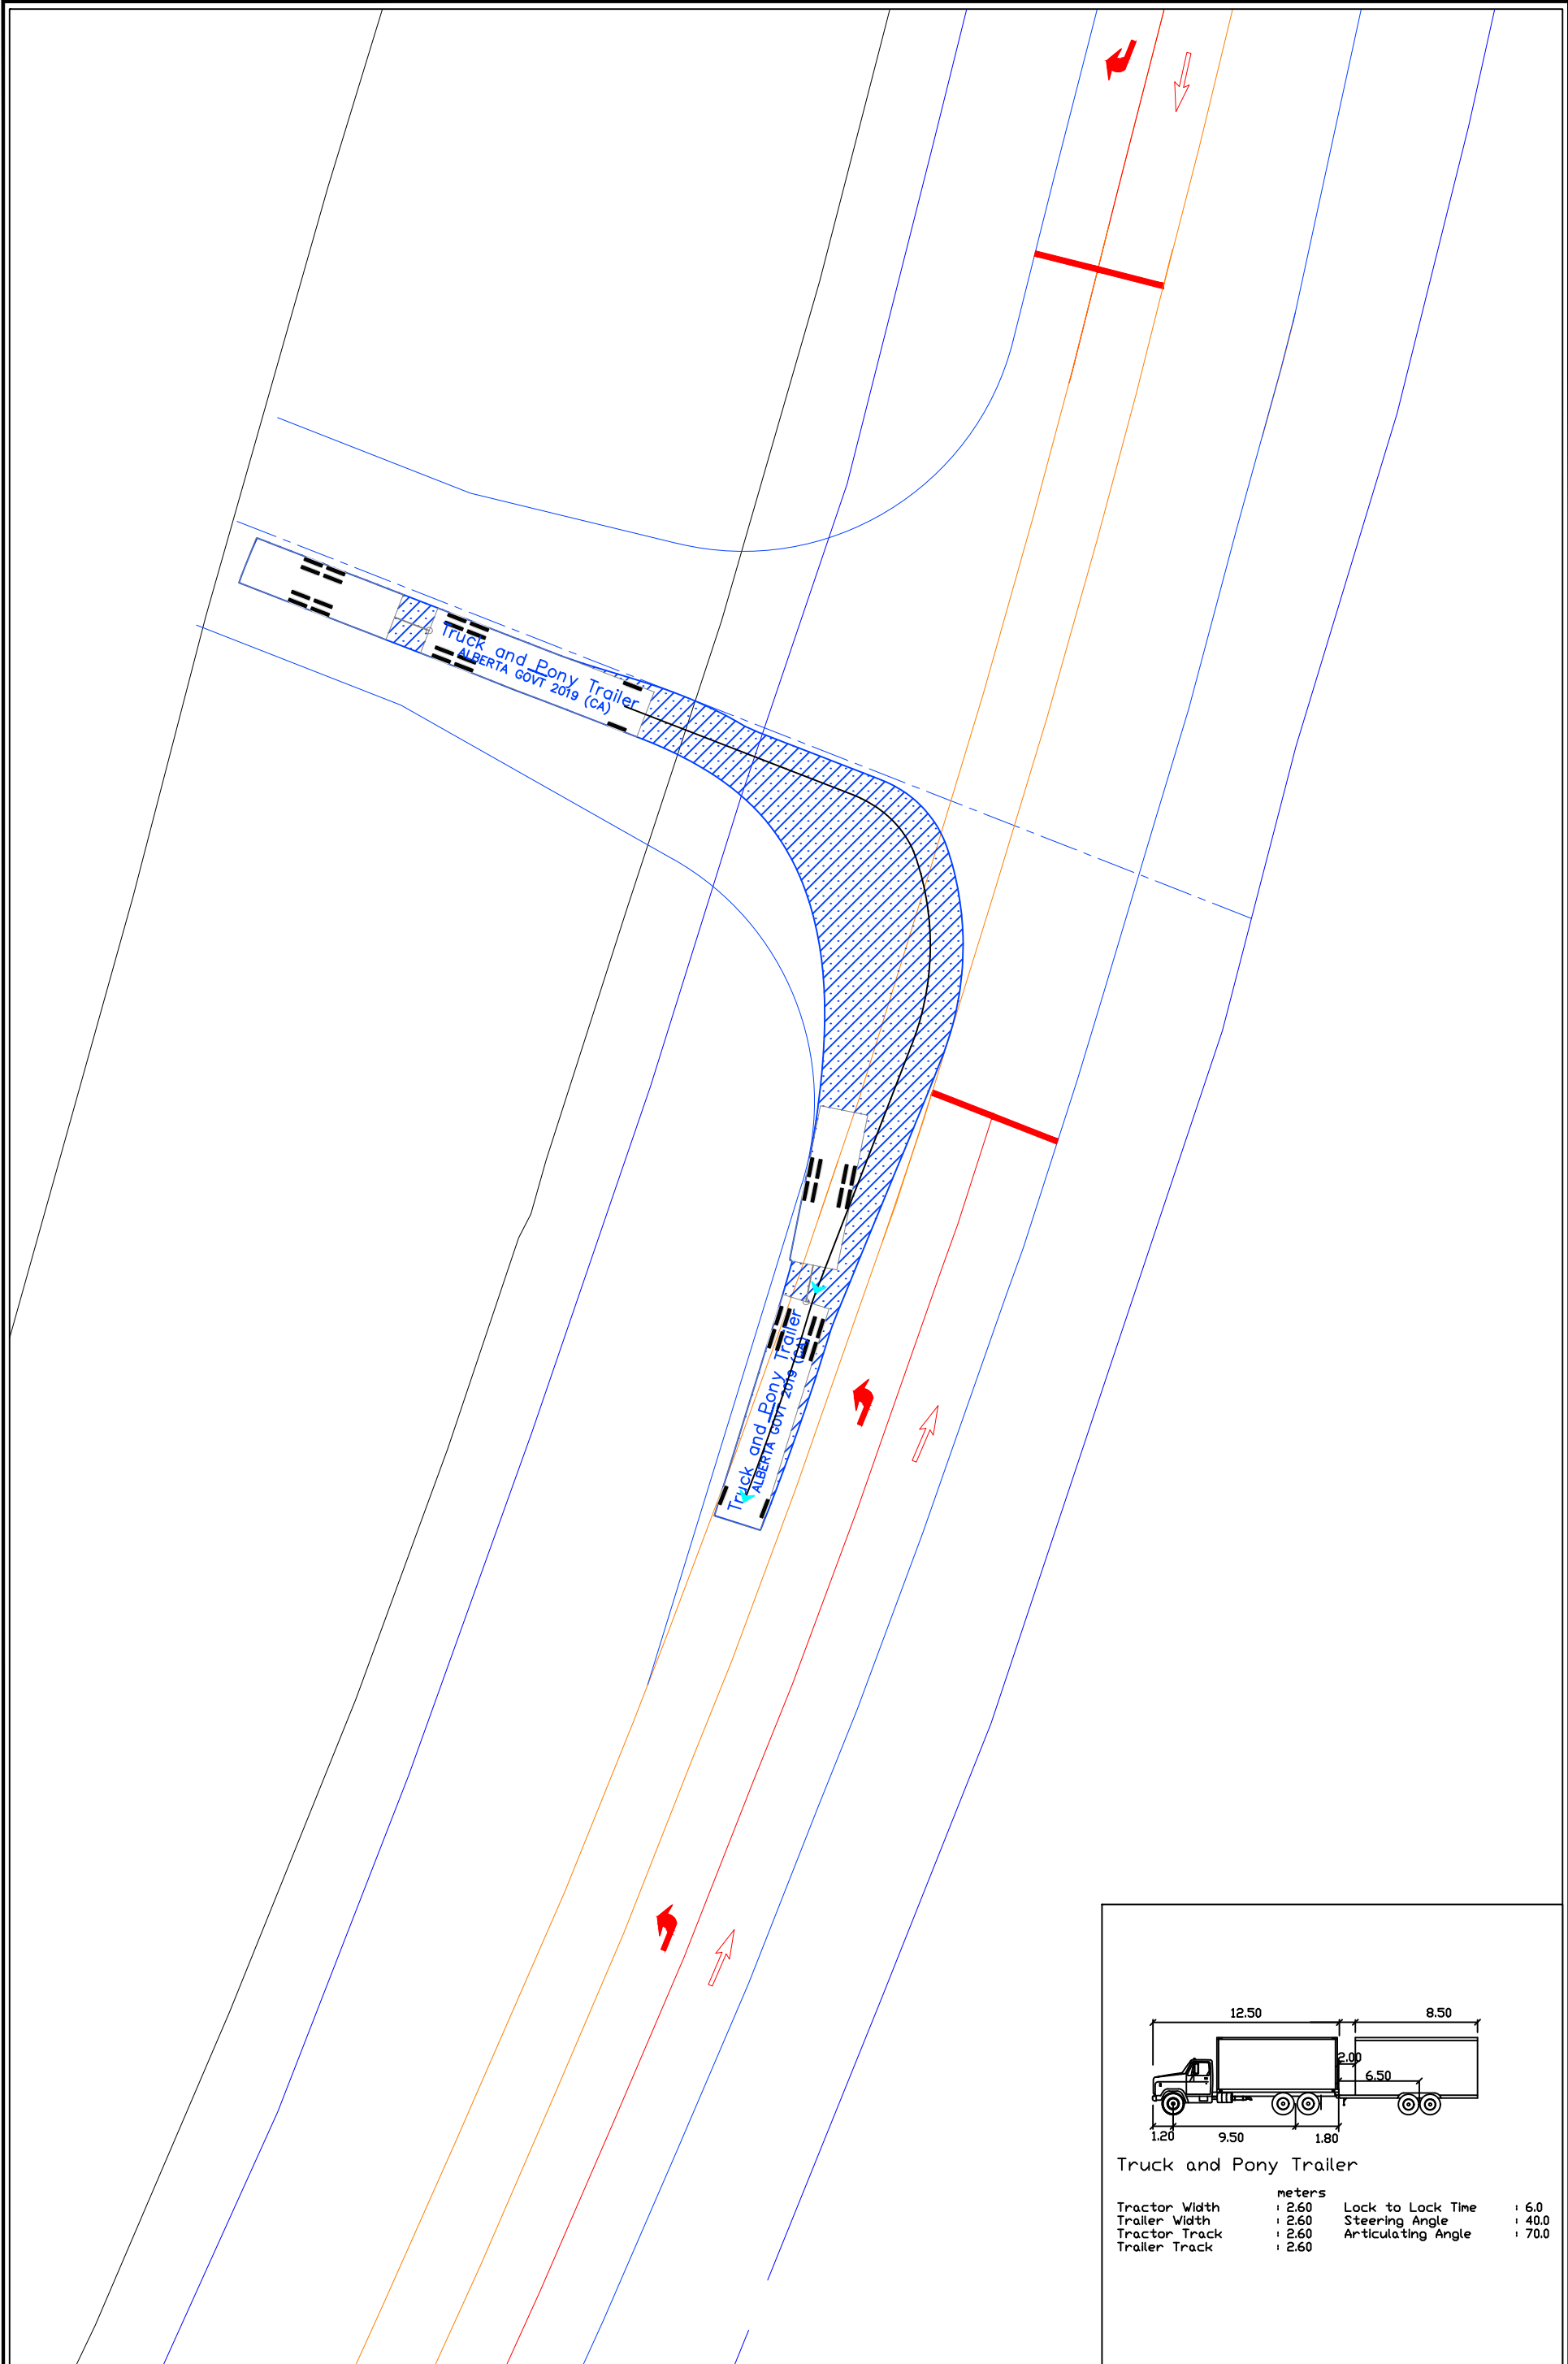 Truck and Pony Trailer
ALBERTA GOVT 2019 (CA)
Truck and Pony Trailer
ALBERTA GOVT 2019 (CA)
12.50
8.50
2.00
6.50
1.20
9.50
1.80
Truck and Pony Trailer
meters
Tractor Width : 2.60 Lock to Lock Time : 6.0
Trailer Width : 2.60 Steering Angle : 40.0
Tractor Track : 2.60 Articulating Angle : 70.0
Trailer Track : 2.60